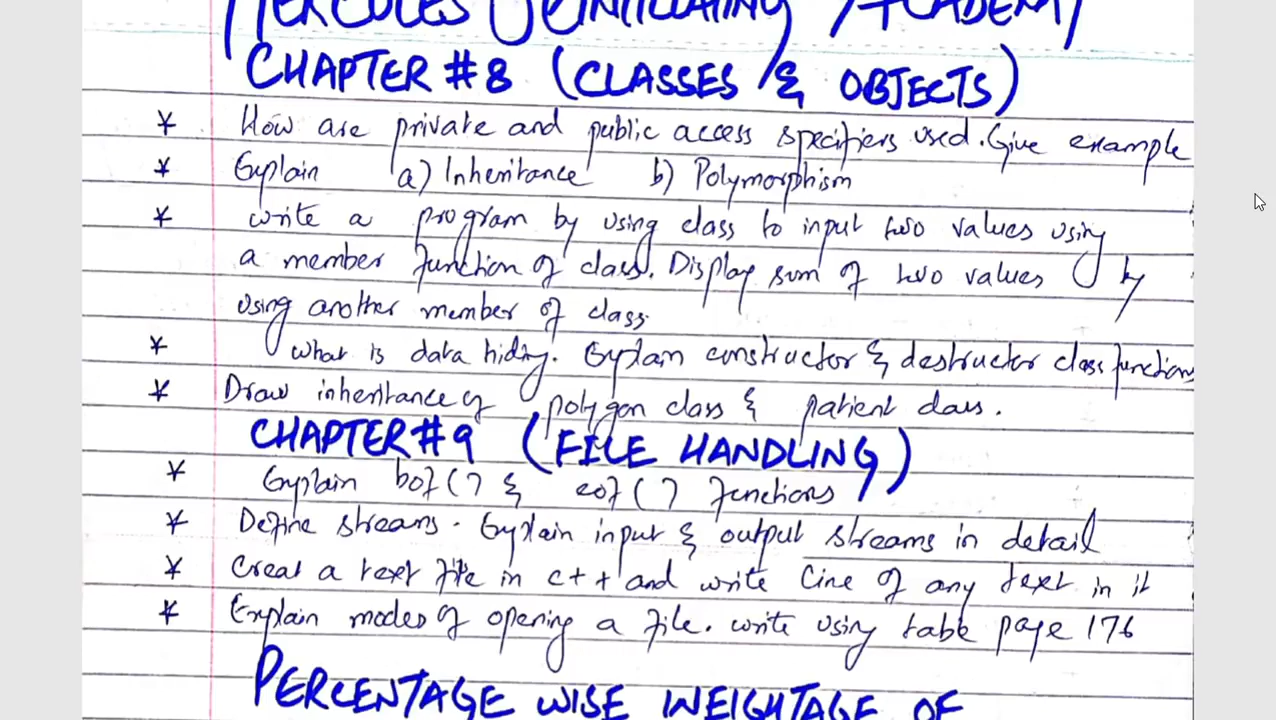 HERCULES SCINTILLATING ACADEMY
CHAPTER #8 (CLASSES & OBJECTS)
How are private and public access specifiers used. Give example
Explain a) Inheritance b) Polymorphism
write a program by using class to input two values using
a member function of class. Display sum of two values by
using another member of class.
What is data hiding. Explain constructor & destructor class functions
Draw inheritance of polygon class & patient class.
CHAPTER #9 (FILE HANDLING)
Explain bof() & eof() functions
Define streams. Explain input & output streams in detail
Creat a text file in c++ and write line of any text in it
Explain modes of opening a file. write using table page 176
PERCENTAGE WISE WEIGHTAGE OF